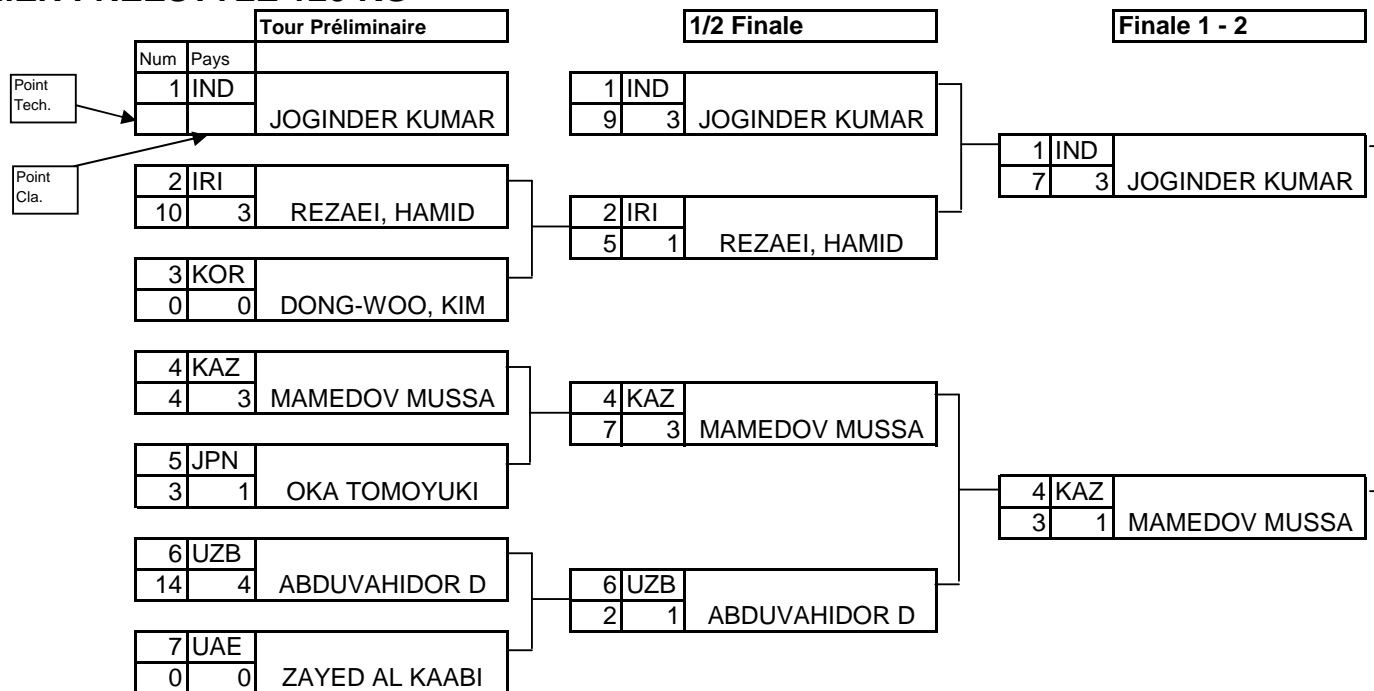 Tour Préliminaire
1/2 Finale
Finale 1 - 2
Num Pays
Point
Tech.
Point
Cla.
1 IND
JOGINDER KUMAR
2 IRI
10 3 REZAEI, HAMID
3 KOR
0 0 DONG-WOO, KIM
4 KAZ
4 3 MAMEDOV MUSSA
5 JPN
3 1 OKA TOMOYUKI
6 UZB
14 4 ABDUVAHIDOR D
7 UAE
0 0 ZAYED AL KAABI
1 IND
9 3 JOGINDER KUMAR
2 IRI
5 1 REZAEI, HAMID
4 KAZ
7 3 MAMEDOV MUSSA
6 UZB
2 1 ABDUVAHIDOR D
1 IND
7 3 JOGINDER KUMAR
4 KAZ
3 1 MAMEDOV MUSSA